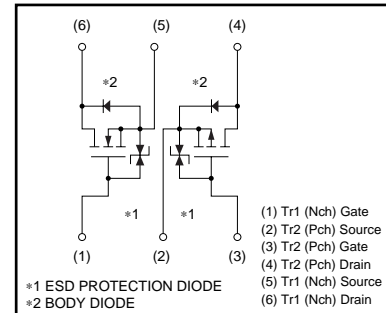 (6) (5) (4)
∗2 ∗2
∗1 ∗1
(1) (2) (3)
(1) Tr1 (Nch) Gate
(2) Tr2 (Pch) Source
(3) Tr2 (Pch) Gate
(4) Tr2 (Pch) Drain
(5) Tr1 (Nch) Source
(6) Tr1 (Nch) Drain
∗1 ESD PROTECTION DIODE
∗2 BODY DIODE